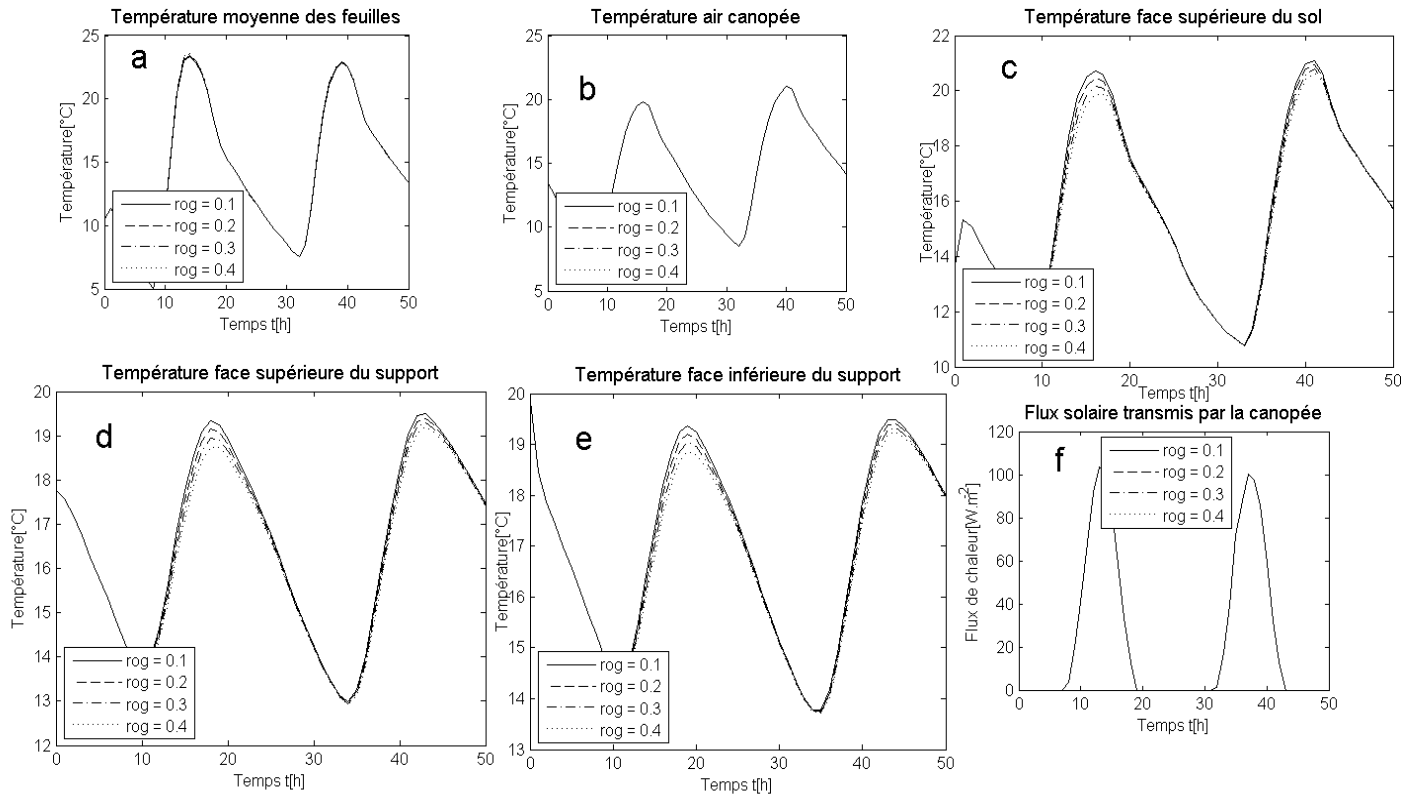 Température moyenne des feuilles
a
Température[°C]
25
20
15
10
5
rog = 0.1
rog = 0.2
rog = 0.3
rog = 0.4
0 10 20 30 40 50
Temps t[h]
Température air canopée
b
Température[°C]
25
20
15
10
5
rog = 0.1
rog = 0.2
rog = 0.3
rog = 0.4
0 10 20 30 40 50
Temps t[h]
Température face supérieure du sol
c
Température[°C]
22
20
18
16
14
12
10
rog = 0.1
rog = 0.2
rog = 0.3
rog = 0.4
0 10 20 30 40 50
Temps t[h]
Température face supérieure du support
d
Température[°C]
20
19
18
17
16
15
14
13
12
rog = 0.1
rog = 0.2
rog = 0.3
rog = 0.4
0 10 20 30 40 50
Temps t[h]
Température face inférieure du support
e
Température[°C]
20
19
18
17
16
15
14
13
rog = 0.1
rog = 0.2
rog = 0.3
rog = 0.4
0 10 20 30 40 50
Temps t[h]
Flux solaire transmis par la canopée
f
Flux de chaleur[W.m²]
120
100
80
60
40
20
0
rog = 0.1
rog = 0.2
rog = 0.3
rog = 0.4
0 10 20 30 40 50
Temps t[h]